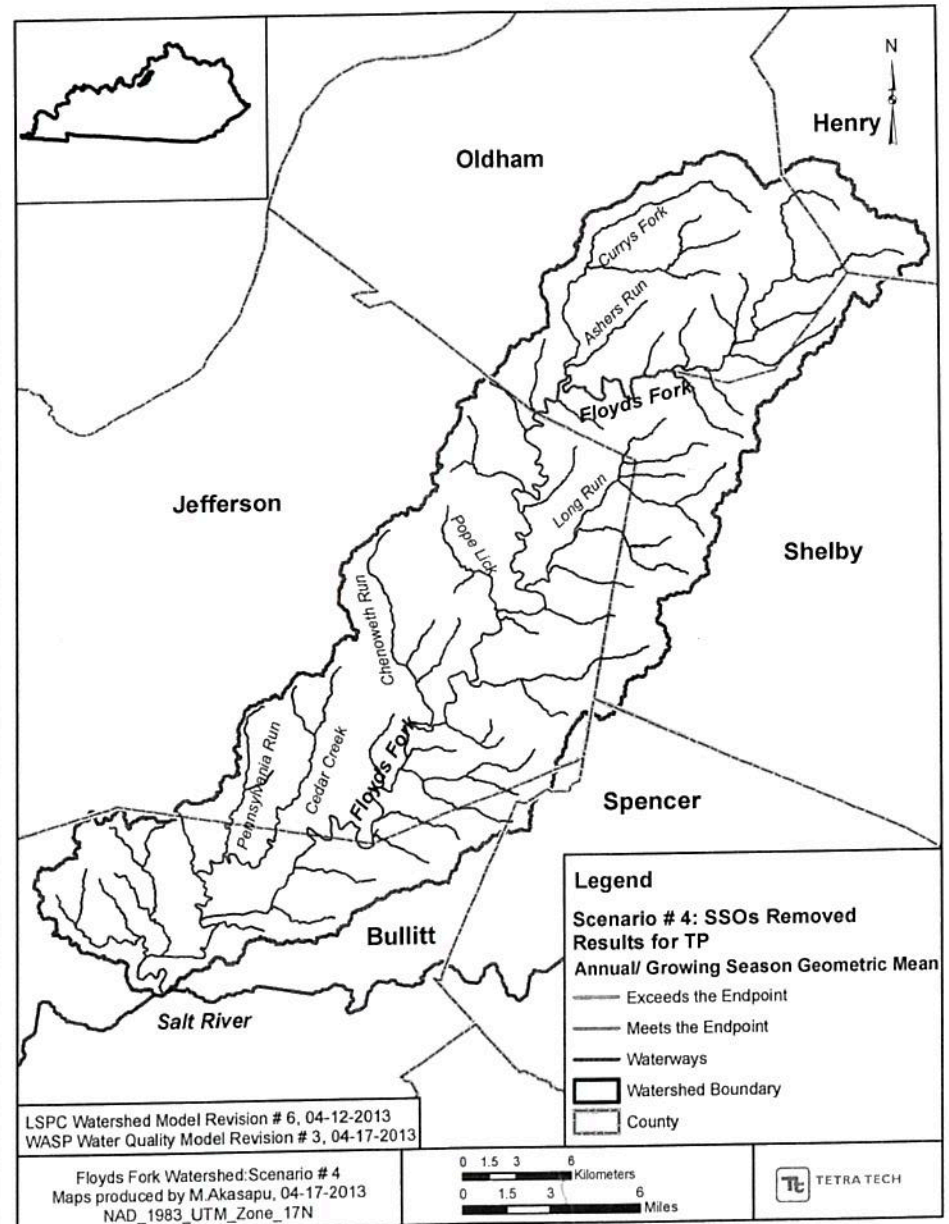 N
Henry
Oldham
Currys Fork
Ashers Run
Floyds Fork
Jefferson
Long Run
Pope Lick
Shelby
Chenoweth Run
Floyds Fork
Cedar Creek
Pennsylvania Run
Spencer
Bullitt
Salt River
Legend
Scenario # 4: SSOs Removed
Results for TP
Annual/ Growing Season Geometric Mean
Exceeds the Endpoint
Meets the Endpoint
Waterways
Watershed Boundary
County
LSPC Watershed Model Revision # 6, 04-12-2013
WASP Water Quality Model Revision # 3, 04-17-2013
Floyds Fork Watershed:Scenario # 4
Maps produced by M.Akasapu, 04-17-2013
NAD_1983_UTM_Zone_17N
0 1.5 3 6
Kilometers
0 1.5 3 6
Miles
Tt TETRA TECH